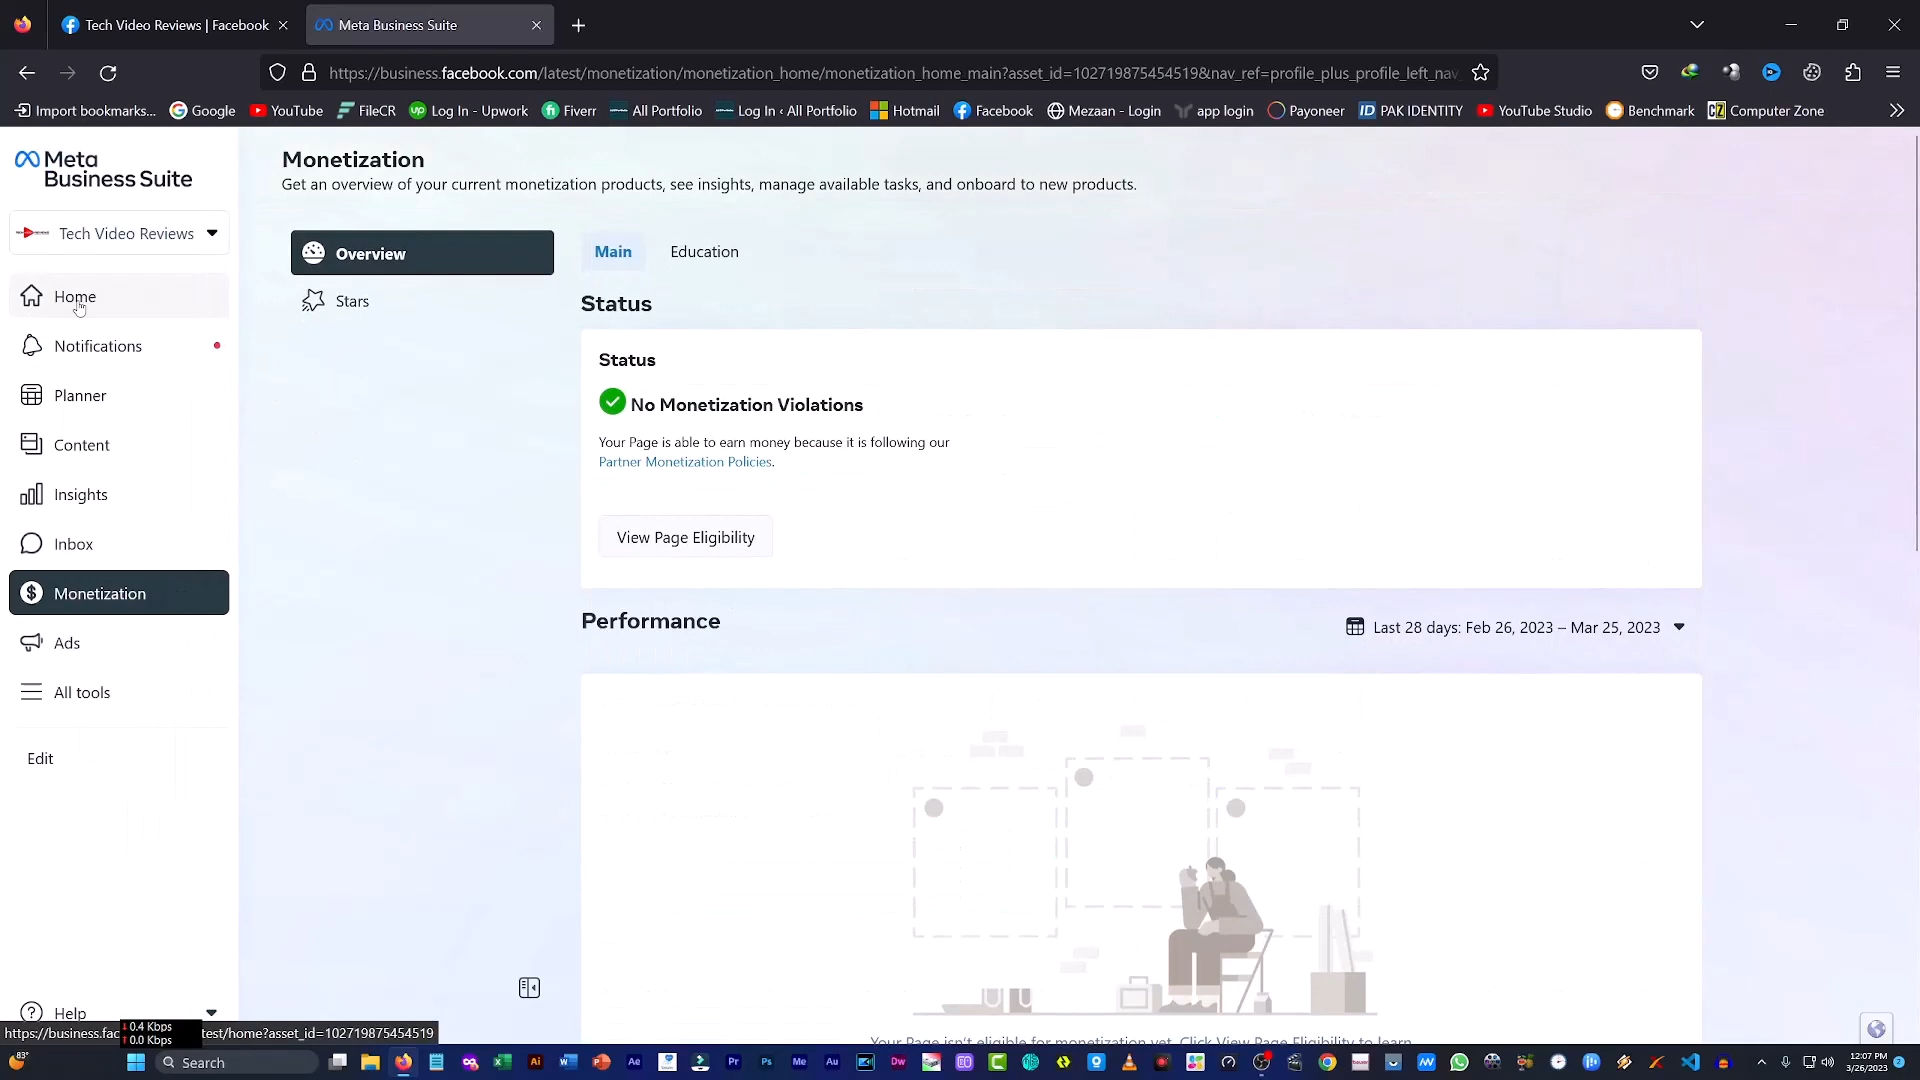 Tech Video Reviews | Facebook
Meta Business Suite
https://business.facebook.com/latest/monetization/monetization_home/monetization_home_main?asset_id=102719875454519&nav_ref=profile_plus_profile_left_nav_
Import bookmarks... Google YouTube FileCR Log In - Upwork Fiverr All Portfolio Log In ‹ All Portfolio Hotmail Facebook Mezaan - Login app login Payoneer PAK IDENTITY YouTube Studio Benchmark Computer Zone
Meta
Business Suite
Tech Video Reviews
Home
Notifications
Planner
Content
Insights
Inbox
Monetization
Ads
All tools
Edit
Help
Monetization
Get an overview of your current monetization products, see insights, manage available tasks, and onboard to new products.
Overview
Stars
Main Education
Status
Status
No Monetization Violations
Your Page is able to earn money because it is following our
Partner Monetization Policies.
View Page Eligibility
Performance
Last 28 days: Feb 26, 2023 – Mar 25, 2023
Your Page isn't eligible for monetization yet. Click View Page Eligibility to learn
https://business.fac
0.4 Kbps
0.0 Kbps
test/home?asset_id=102719875454519
83°
Search
12:07 PM
3/26/2023